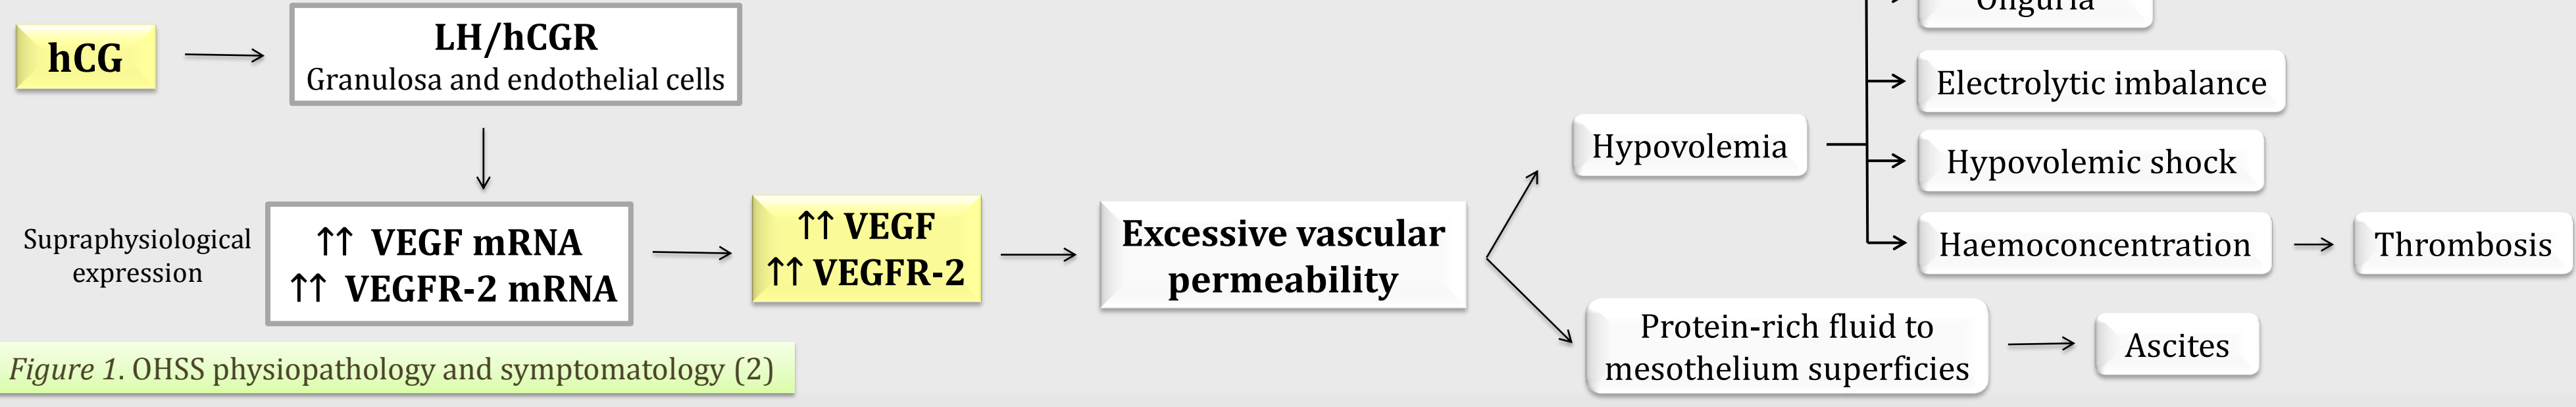 hCG
LH/hCGR
Granulosa and endothelial cells
Supraphysiological
expression
↑↑ VEGF mRNA
↑↑ VEGFR-2 mRNA
↑↑ VEGF
↑↑ VEGFR-2
Excessive vascular
permeability
Hypovolemia
Oliguria
Electrolytic imbalance
Hypovolemic shock
Haemoconcentration
Thrombosis
Protein-rich fluid to
mesothelium superficies
Ascites
Figure 1. OHSS physiopathology and symptomatology (2)